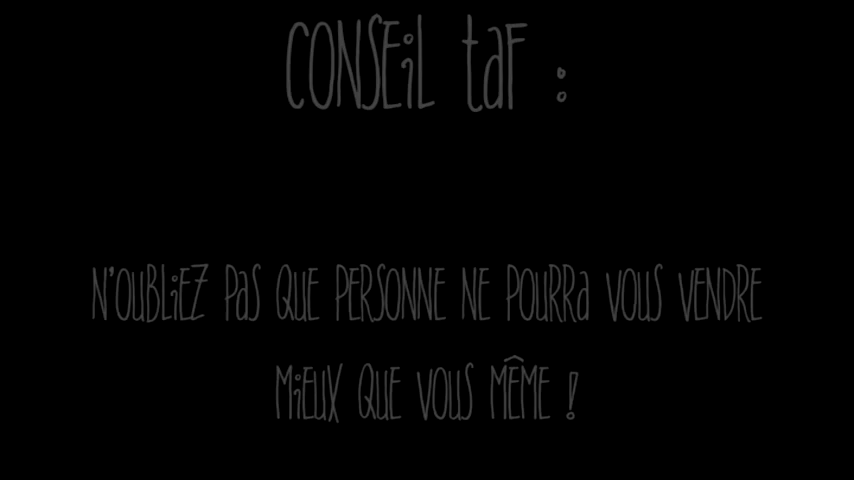 CONSEiL taF :
N'OUBLiEZ PaS QUE PERSONNE NE POURRa VOUS VENDRE
MiEUX QUE VOUS MÊME !